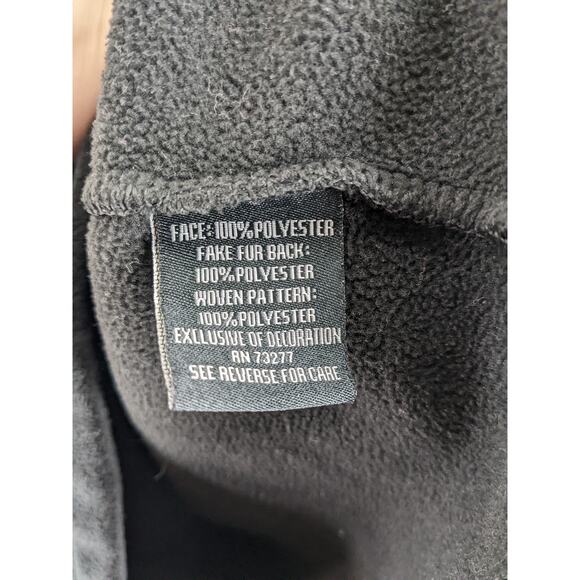 FACE:100%POLYESTER
FAKE FUR BACK:
100%POLYESTER
WOVEN PATTERN:
100%POLYESTER
EXCLUSIVE OF DECORATION
RN 73277
SEE REVERSE FOR CARE